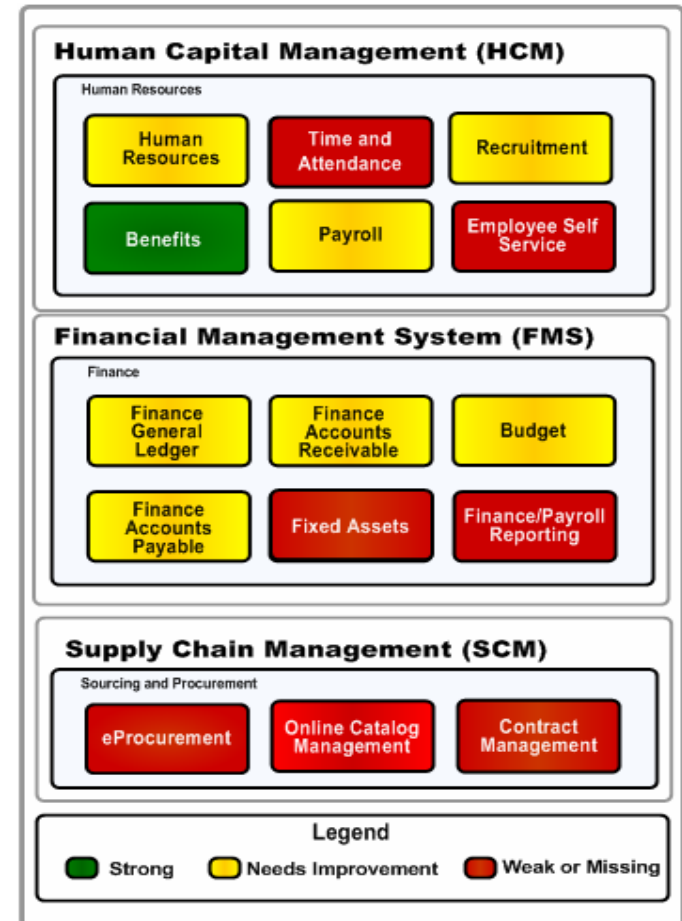 Human Capital Management (HCM)
Human Resources
Human
Resources
Time and
Attendance
Recruitment
Benefits
Payroll
Employee Self
Service
Financial Management System (FMS)
Finance
Finance
General
Ledger
Finance
Accounts
Receivable
Budget
Finance
Accounts
Payable
Fixed Assets
Finance/Payroll
Reporting
Supply Chain Management (SCM)
Sourcing and Procurement
eProcurement
Online Catalog
Management
Contract
Management
Legend
Strong
Needs Improvement
Weak or Missing